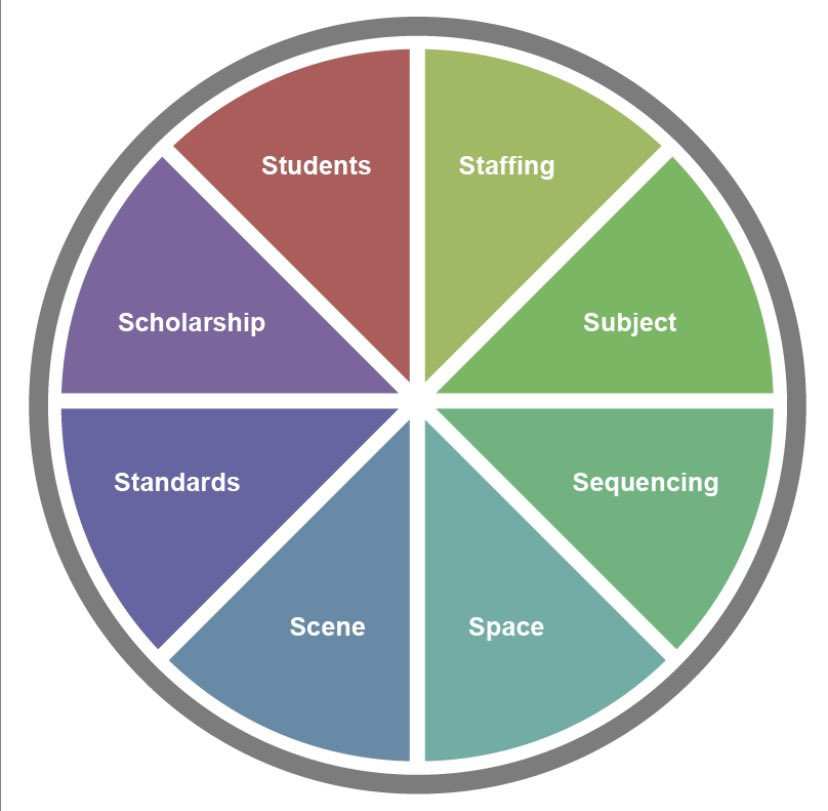 Students
Staffing
Scholarship
Subject
Standards
Sequencing
Scene
Space